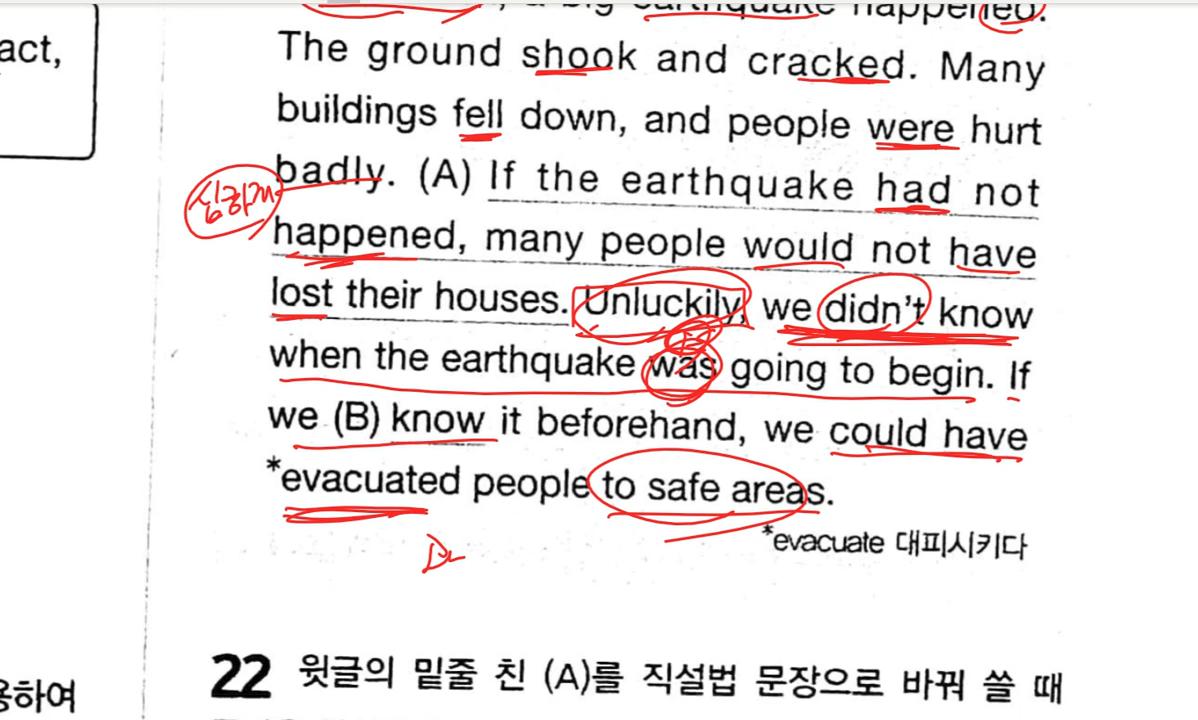 act,
earthquake happened.
The ground shook and cracked. Many
buildings fell down, and people were hurt
badly. (A) If the earthquake had not
심하게
happened, many people would not have
lost their houses. Unluckily, we didn't know
when the earthquake was going to begin. If
we (B) know it beforehand, we could have
*evacuated people to safe areas.
*evacuate 대피시키다
22 윗글의 밑줄 친 (A)를 직설법 문장으로 바꿔 쓸 때
용하여